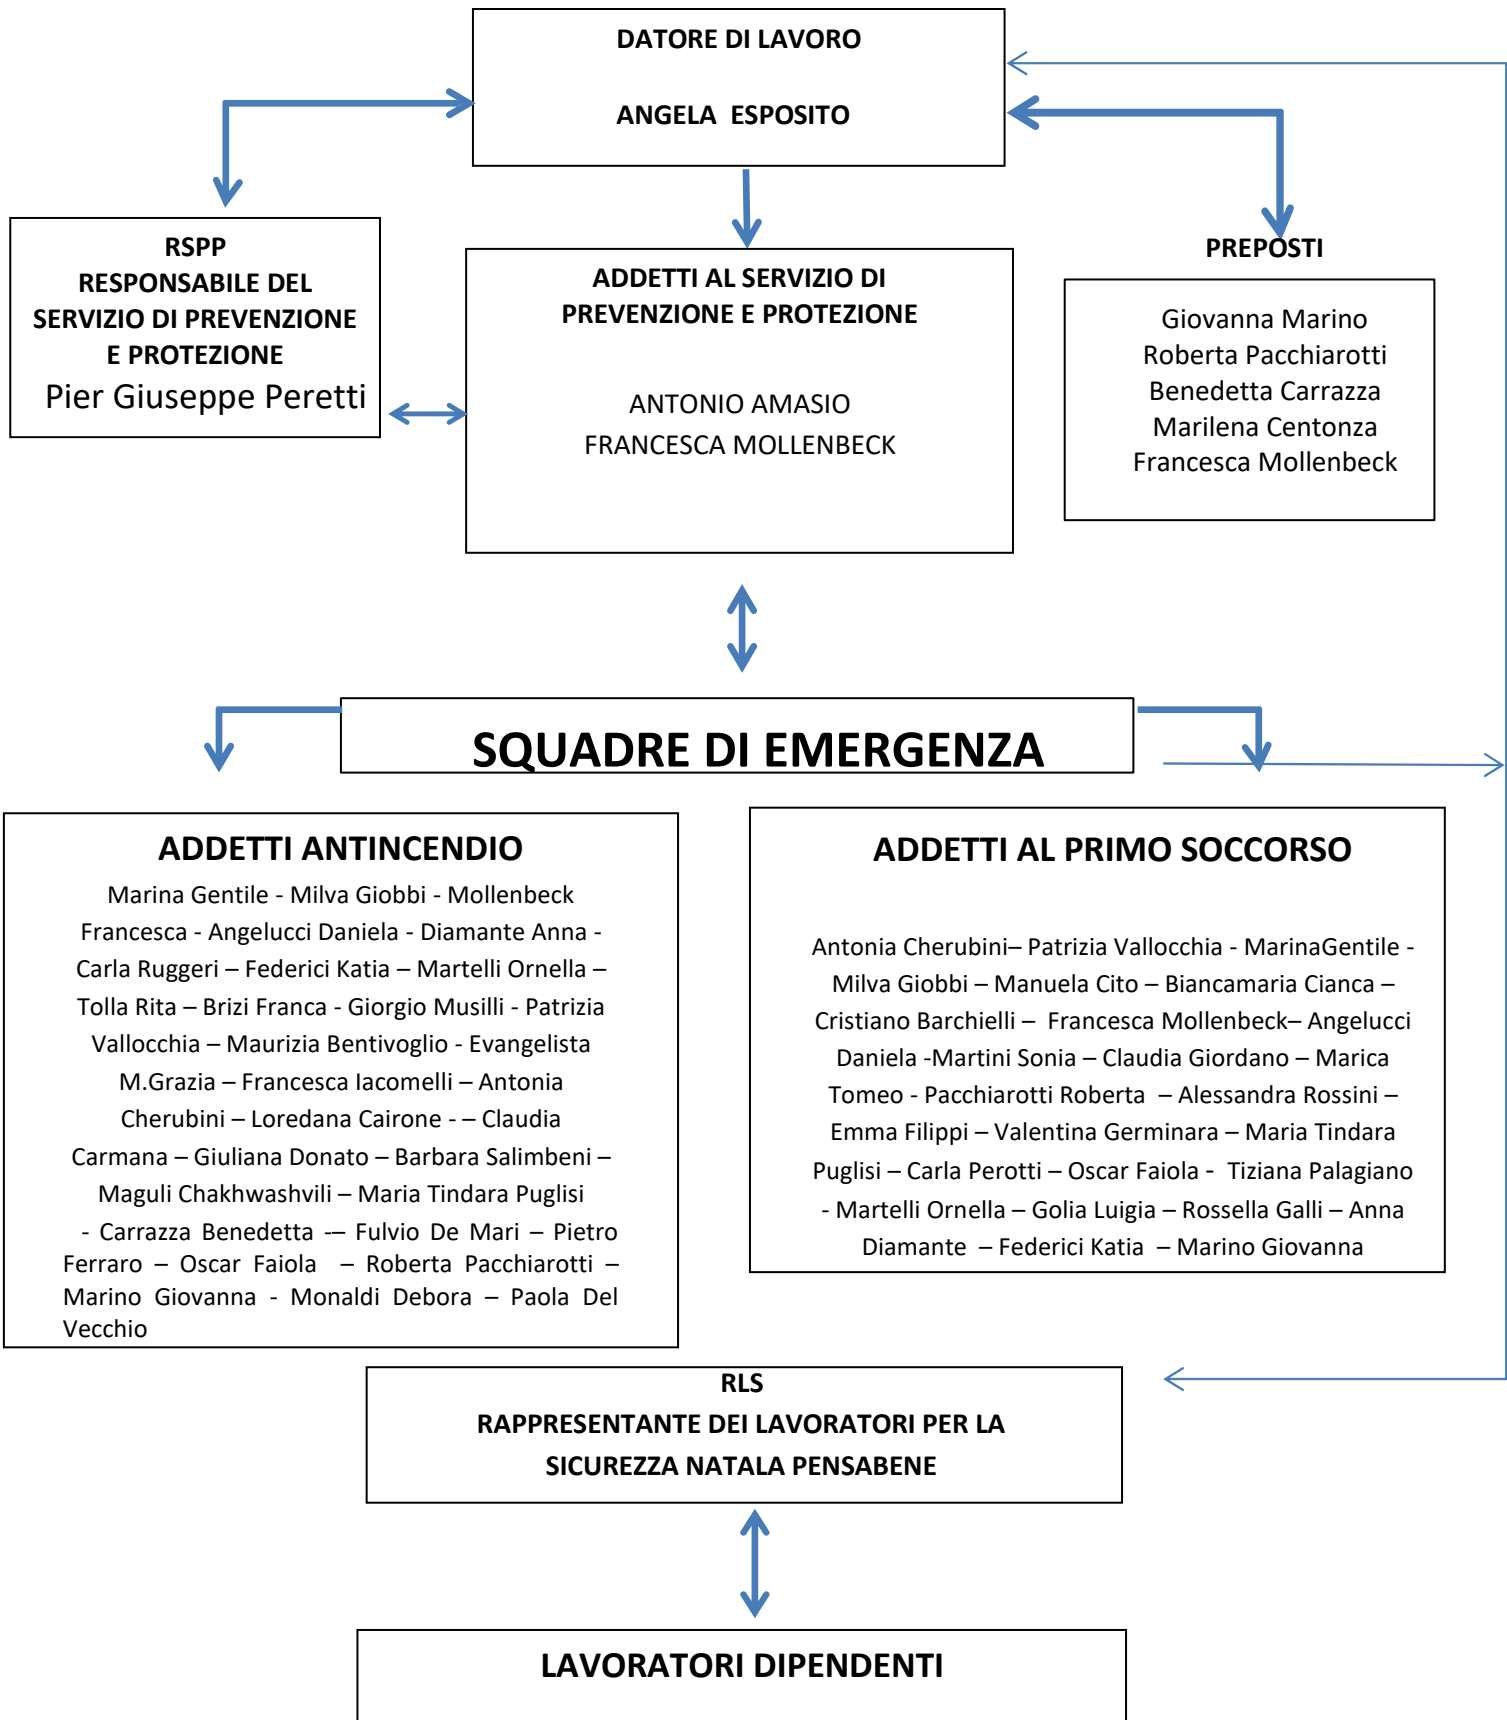 DATORE DI LAVORO
ANGELA ESPOSITO
RSPP
RESPONSABILE DEL
SERVIZIO DI PREVENZIONE
E PROTEZIONE
Pier Giuseppe Peretti
ADDETTI AL SERVIZIO DI
PREVENZIONE E PROTEZIONE
ANTONIO AMASIO
FRANCESCA MOLLENBECK
PREPOSTI
Giovanna Marino
Roberta Pacchiarotti
Benedetta Carrazza
Marilena Centonza
Francesca Mollenbeck
SQUADRE DI EMERGENZA
ADDETTI ANTINCENDIO
Marina Gentile - Milva Giobbi - Mollenbeck
Francesca - Angelucci Daniela - Diamante Anna -
Carla Ruggeri – Federici Katia – Martelli Ornella –
Tolla Rita – Brizi Franca - Giorgio Musilli - Patrizia
Vallocchia – Maurizia Bentivoglio - Evangelista
M.Grazia – Francesca Iacomelli – Antonia
Cherubini – Loredana Cairone - – Claudia
Carmana – Giuliana Donato – Barbara Salimbeni –
Maguli Chakhwashvili – Maria Tindara Puglisi
- Carrazza Benedetta -– Fulvio De Mari – Pietro
Ferraro – Oscar Faiola – Roberta Pacchiarotti –
Marino Giovanna - Monaldi Debora – Paola Del
Vecchio
ADDETTI AL PRIMO SOCCORSO
Antonia Cherubini– Patrizia Vallocchia - MarinaGentile -
Milva Giobbi – Manuela Cito – Biancamaria Cianca –
Cristiano Barchielli – Francesca Mollenbeck– Angelucci
Daniela -Martini Sonia – Claudia Giordano – Marica
Tomeo - Pacchiarotti Roberta – Alessandra Rossini –
Emma Filippi – Valentina Germinara – Maria Tindara
Puglisi – Carla Perotti – Oscar Faiola - Tiziana Palagiano
- Martelli Ornella – Golia Luigia – Rossella Galli – Anna
Diamante – Federici Katia – Marino Giovanna
RLS
RAPPRESENTANTE DEI LAVORATORI PER LA
SICUREZZA NATALA PENSABENE
LAVORATORI DIPENDENTI